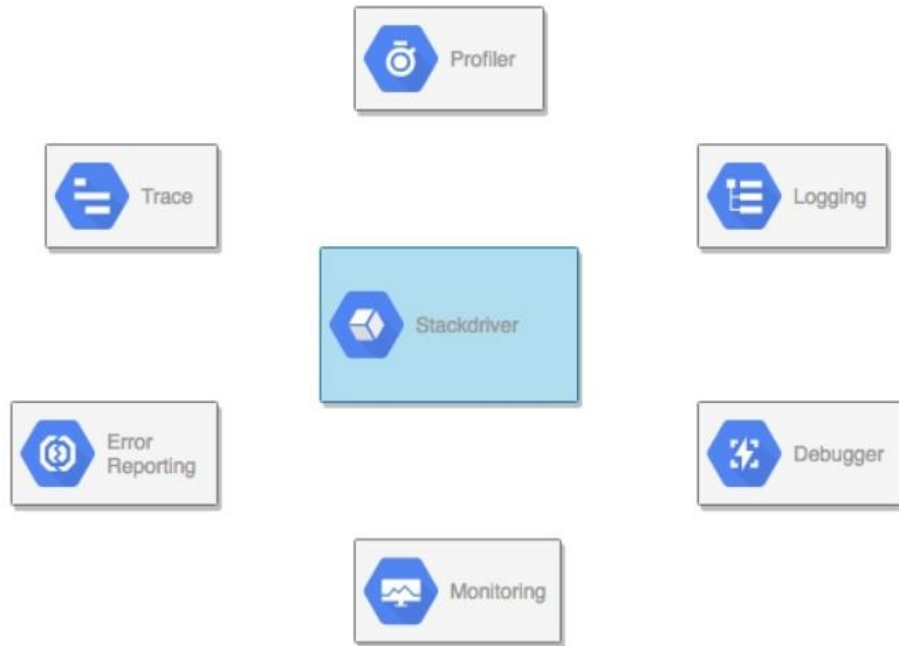 Profiler
Trace
Logging
Stackdriver
Error
Reporting
Debugger
Monitoring